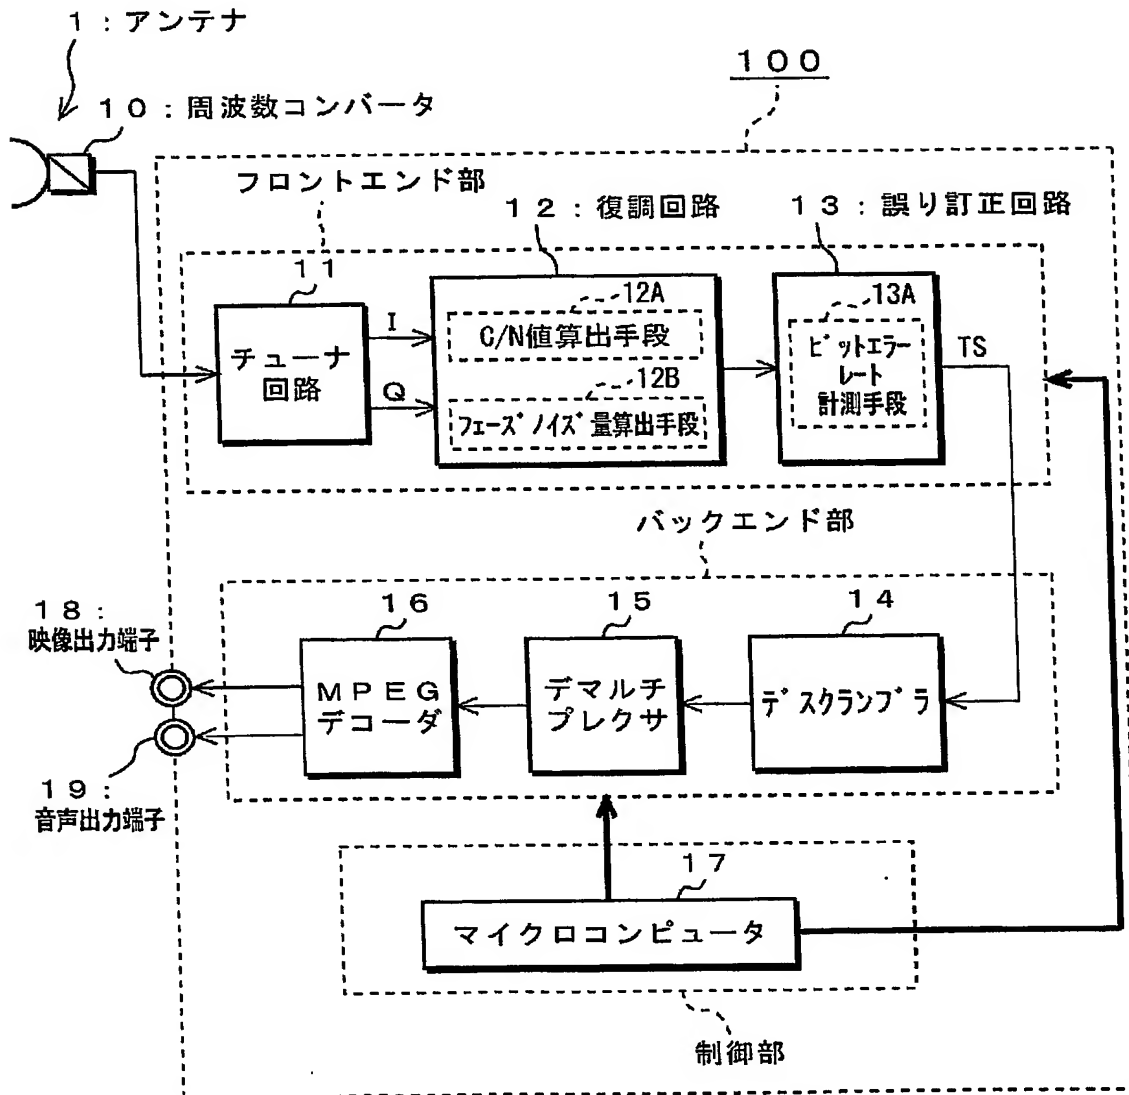 1：アンテナ
100
10：周波数コンバータ
フロントエンド部
12：復調回路
13：誤り訂正回路
11
チューナ
回路
I
Q
12A
C/N値算出手段
12B
フェーズノイズ量算出手段
13A
ビットエラー
レート
計測手段
TS
バックエンド部
18：
映像出力端子
19：
音声出力端子
16
MPEG
デコーダ
15
デマルチ
プレクサ
14
デスクランブラ
17
マイクロコンピュータ
制御部